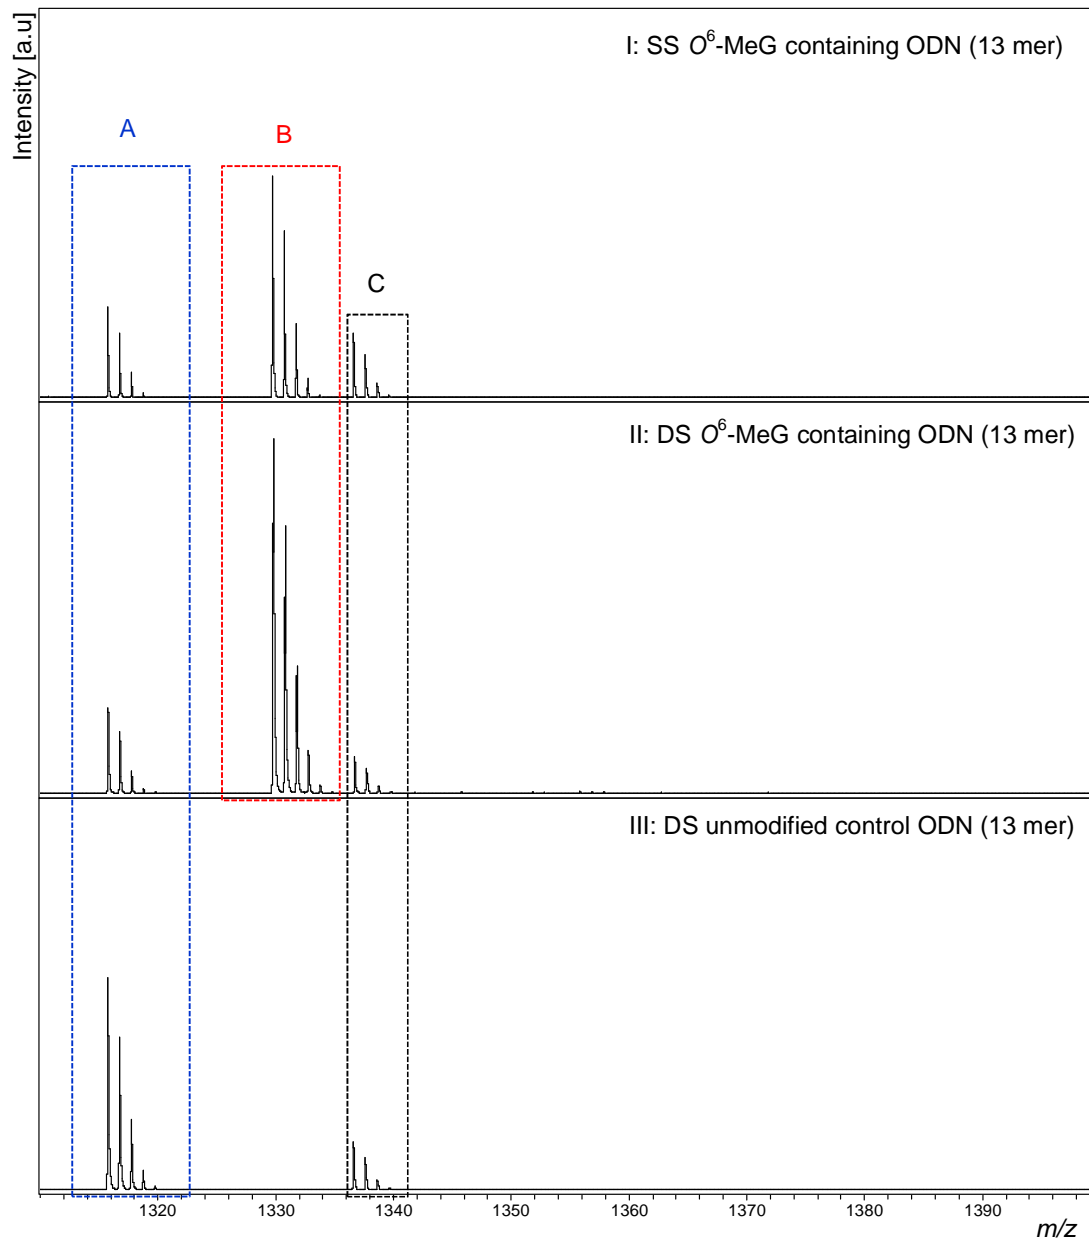 Intensity [a.u]
I: SS O⁶-MeG containing ODN (13 mer)
A
B
C
II: DS O⁶-MeG containing ODN (13 mer)
III: DS unmodified control ODN (13 mer)
1320 1330 1340 1350 1360 1370 1380 1390
m/z